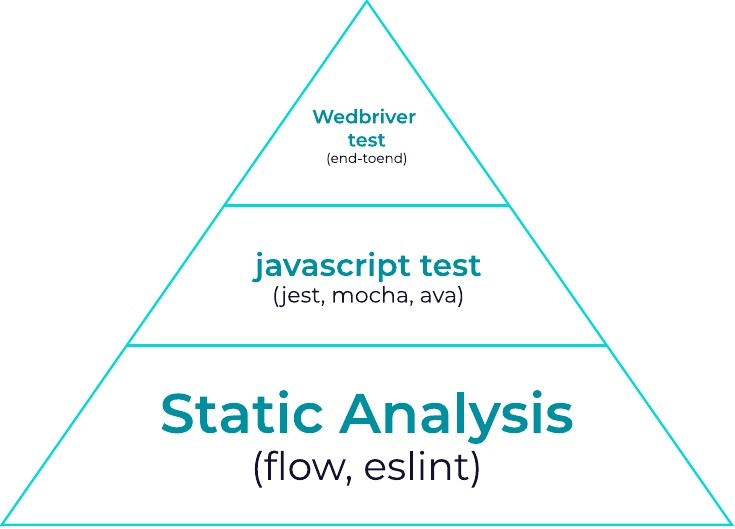 Wedbriver
test
(end-toend)
javascript test
(jest, mocha, ava)
Static Analysis
(flow, eslint)